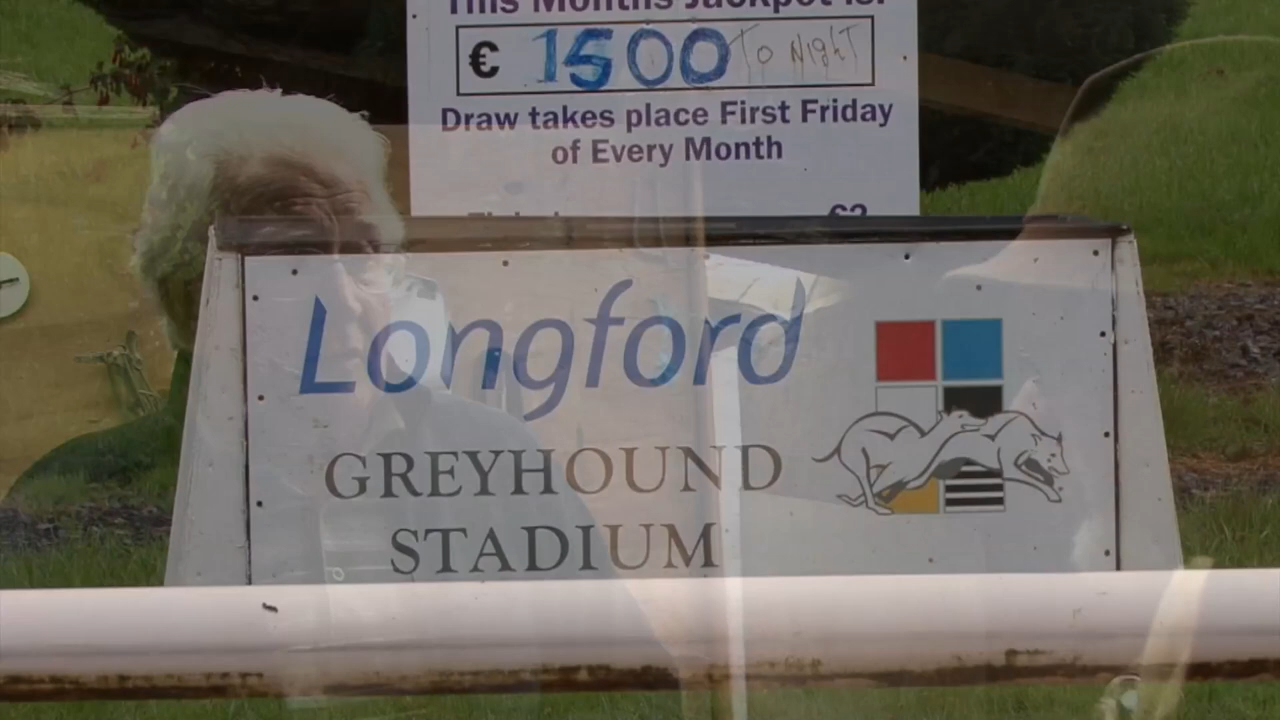 This Months Jackpot is:
€ 1500 To NigHT
Draw takes place First Friday
of Every Month
Longford
GREYHOUND
STADIUM